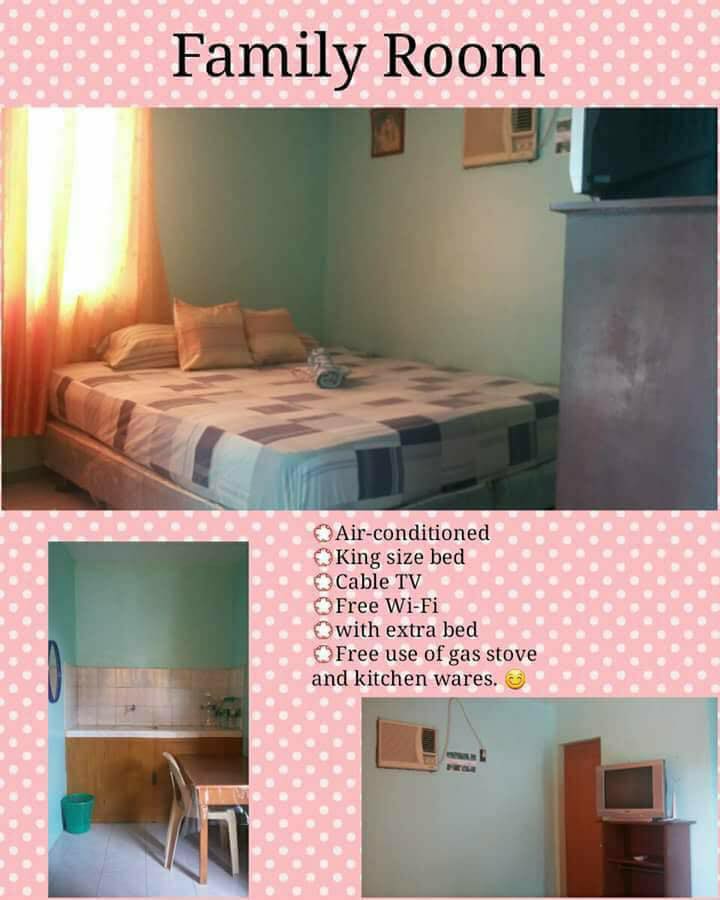 Family Room
Air-conditioned
King size bed
Cable TV
Free Wi-Fi
with extra bed
Free use of gas stove
and kitchen wares. 😊